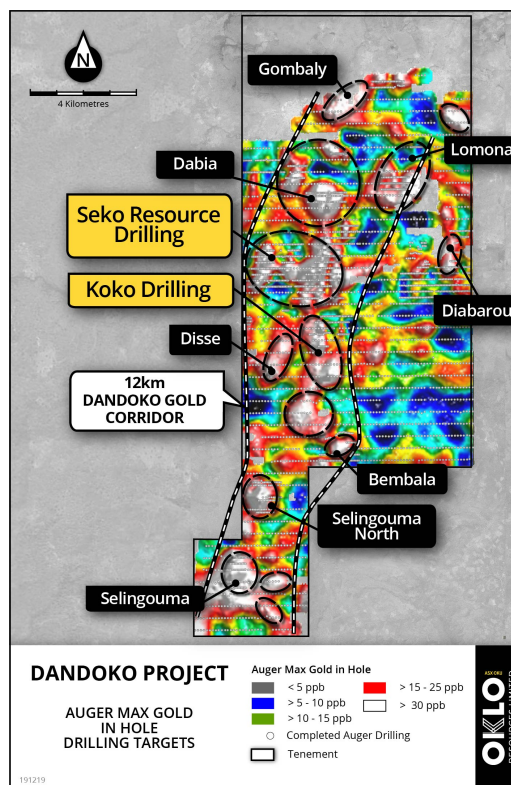 N
4 Kilometres
Gombaly
Lomona
Dabia
Seko Resource
Drilling
Koko Drilling
Diabarou
Disse
12km
DANDOKO GOLD
CORRIDOR
Bembala
Selingouma
North
Selingouma
DANDOKO PROJECT
AUGER MAX GOLD
IN HOLE
DRILLING TARGETS
Auger Max Gold in Hole
< 5 ppb
> 5 - 10 ppb
> 10 - 15 ppb
> 15 - 25 ppb
> 30 ppb
Completed Auger Drilling
Tenement
ASX OKU
OKLO
191219